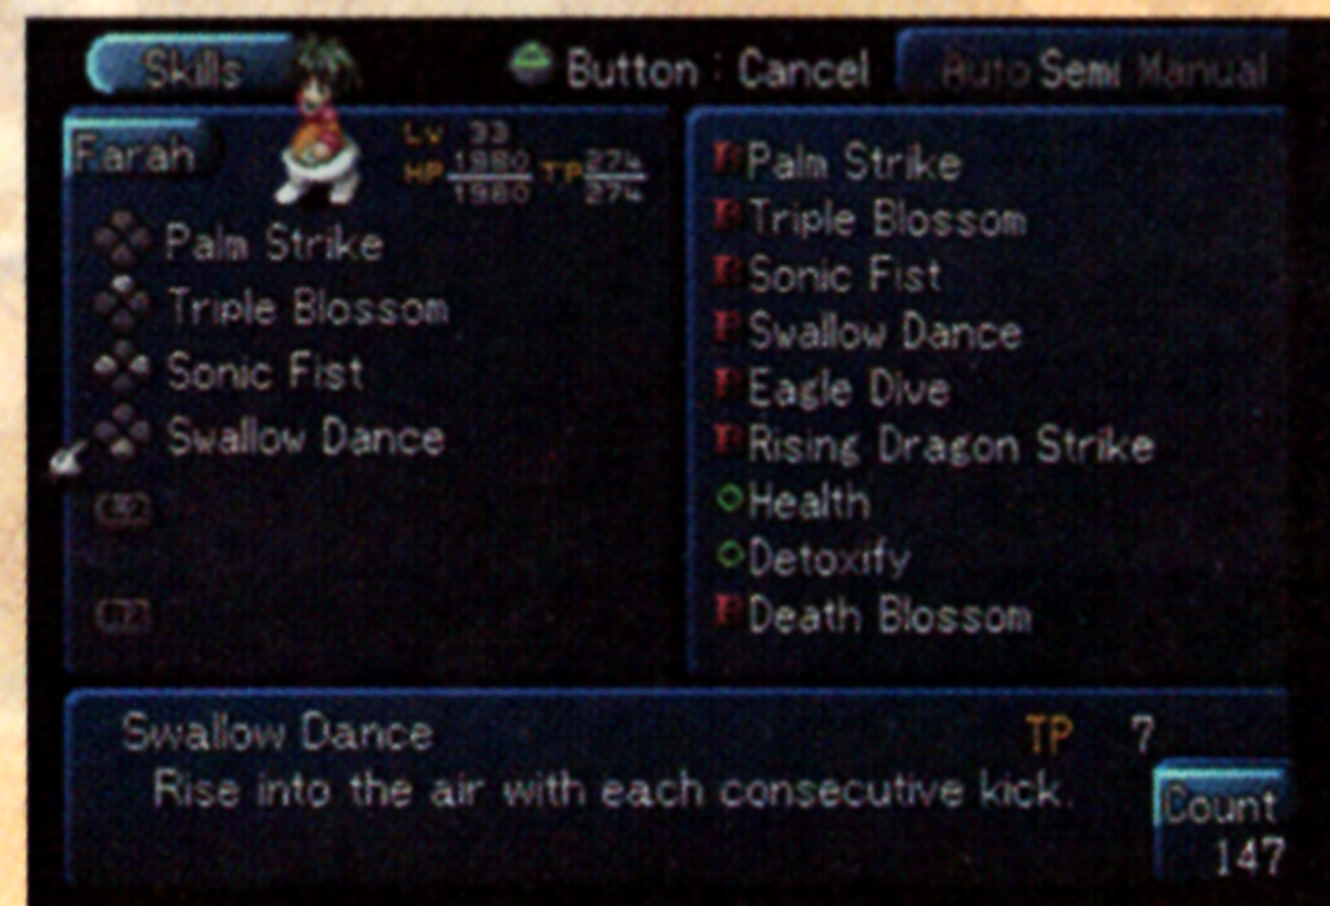 Skills
Button : Cancel
Auto Semi Manual
Farah
Lv 33
HP 1980 TP 274
1980 274
Palm Strike
Triple Blossom
Sonic Fist
Swallow Dance
Palm Strike
Triple Blossom
Sonic Fist
Swallow Dance
Eagle Dive
Rising Dragon Strike
Health
Detoxify
Death Blossom
Swallow Dance TP 7
Rise into the air with each consecutive kick.
Count
147